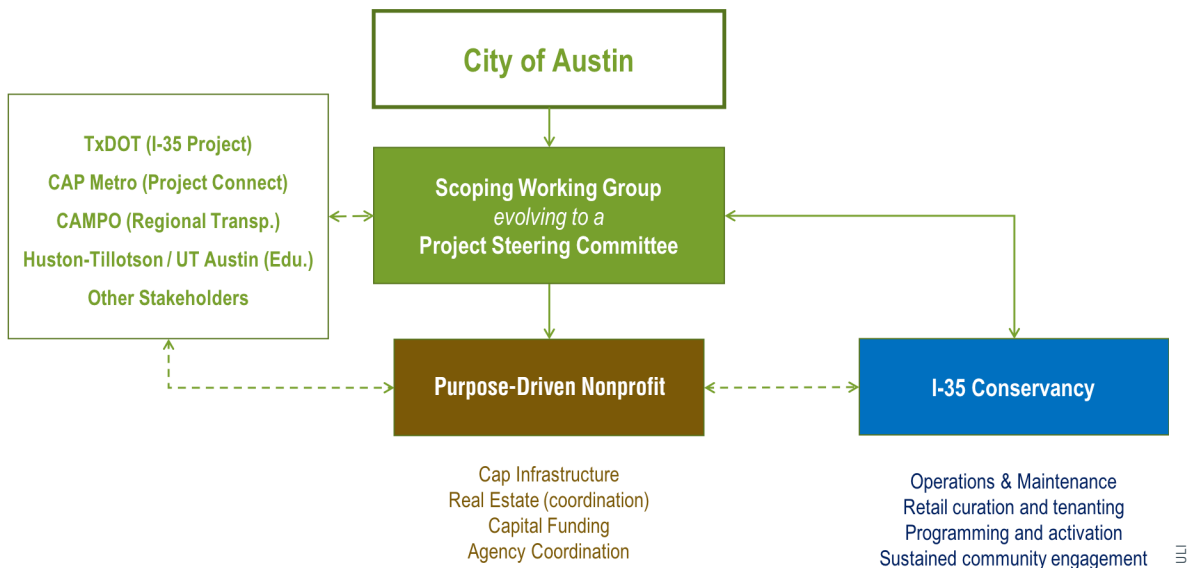 City of Austin
TxDOT (I-35 Project)
CAP Metro (Project Connect)
CAMPO (Regional Transp.)
Huston-Tillotson / UT Austin (Edu.)
Other Stakeholders
Scoping Working Group
evolving to a
Project Steering Committee
Purpose-Driven Nonprofit
I-35 Conservancy
Cap Infrastructure
Real Estate (coordination)
Capital Funding
Agency Coordination
Operations & Maintenance
Retail curation and tenanting
Programming and activation
Sustained community engagement
ULI